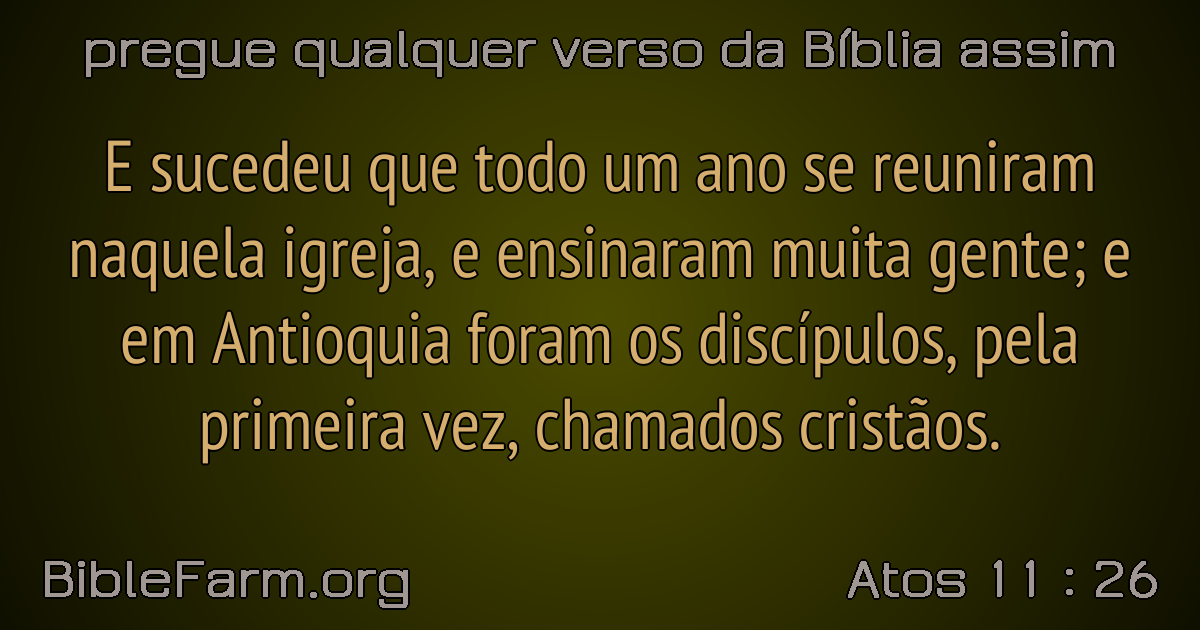 pregue qualquer verso da Bíblia assim
E sucedeu que todo um ano se reuniram
naquela igreja, e ensinaram muita gente; e
em Antioquia foram os discípulos, pela
primeira vez, chamados cristãos.
BibleFarm.org
Atos 11 : 26